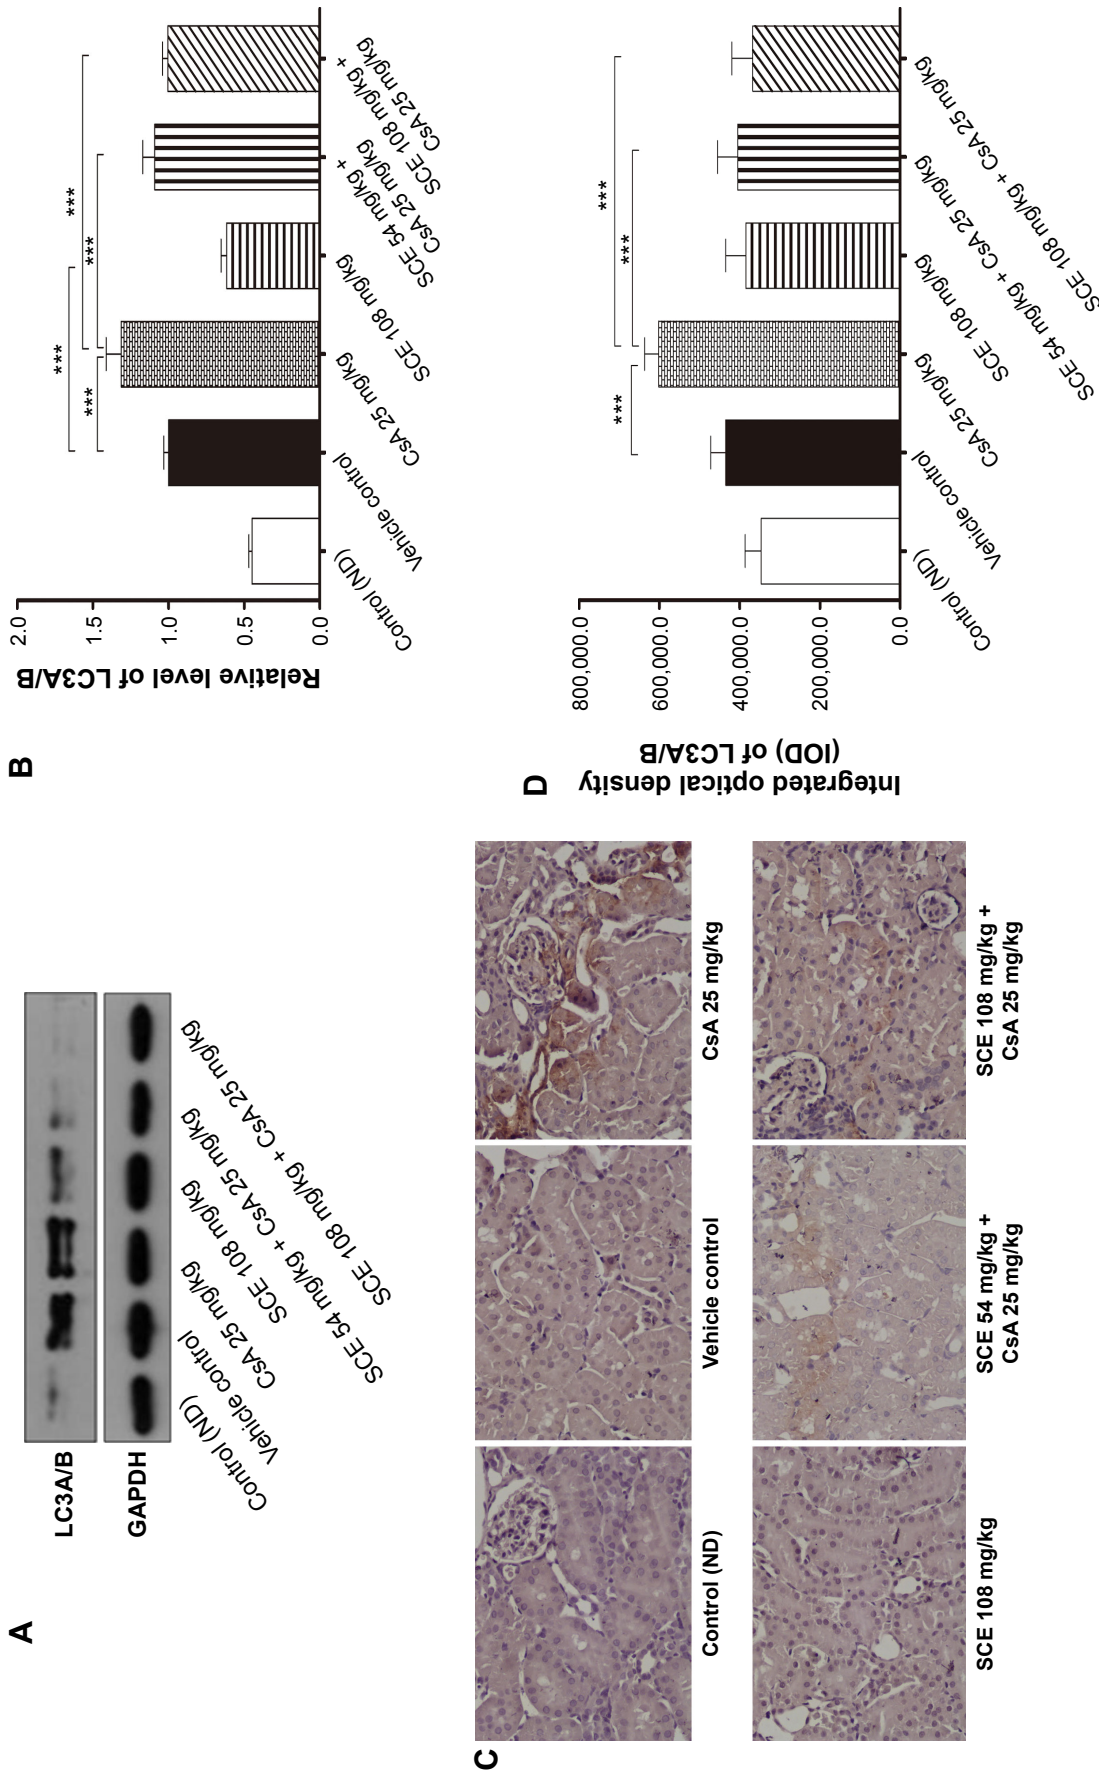 A
LC3A/B
GAPDH
Control (ND)
Vehicle control
CsA 25 mg/kg
SCE 108 mg/kg
SCE 54 mg/kg + CsA 25 mg/kg
SCE 108 mg/kg + CsA 25 mg/kg
B
Relative level of LC3A/B
2.0
1.5
1.0
0.5
0.0
***
***
***
***
Control (ND)
Vehicle control
CsA 25 mg/kg
SCE 108 mg/kg
SCE 54 mg/kg +
CsA 25 mg/kg
SCE 108 mg/kg +
CsA 25 mg/kg
C
Control (ND)
Vehicle control
CsA 25 mg/kg
SCE 108 mg/kg
SCE 54 mg/kg +
CsA 25 mg/kg
SCE 108 mg/kg +
CsA 25 mg/kg
D
Integrated optical density
(IOD) of LC3A/B
800,000.0
600,000.0
400,000.0
200,000.0
0.0
***
***
***
Control (ND)
Vehicle control
CsA 25 mg/kg
SCE 108 mg/kg
SCE 54 mg/kg + CsA 25 mg/kg
SCE 108 mg/kg + CsA 25 mg/kg